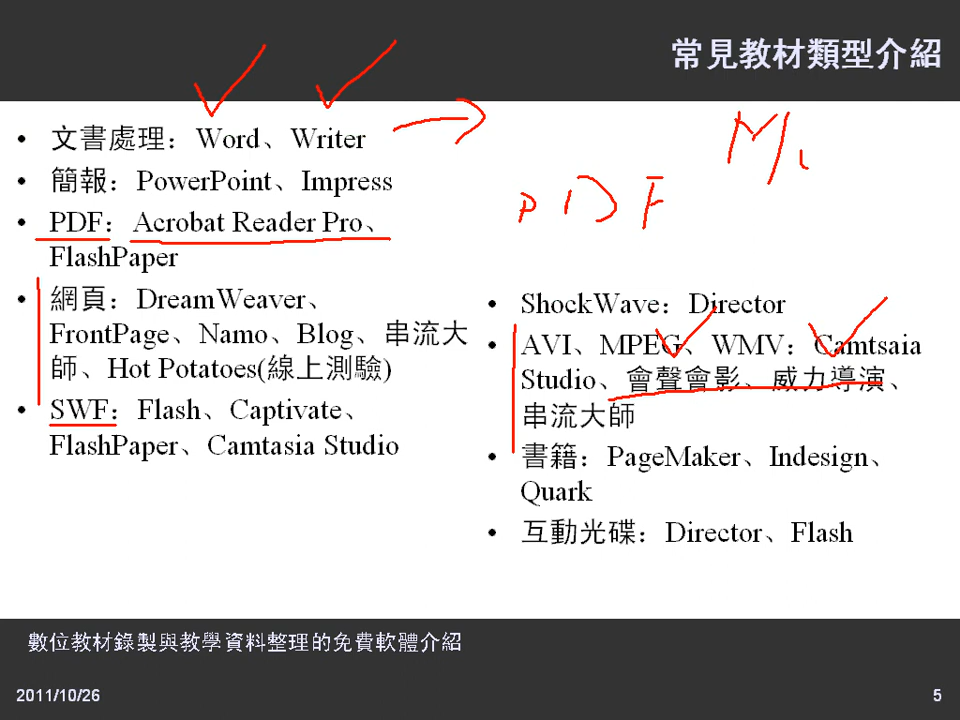 常見教材類型介紹
• 文書處理：Word、Writer
• 簡報：PowerPoint、Impress
• PDF：Acrobat Reader Pro、
FlashPaper
• 網頁：DreamWeaver、
FrontPage、Namo、Blog、串流大
師、Hot Potatoes(線上測驗)
• SWF：Flash、Captivate、
FlashPaper、Camtasia Studio
PDF
• ShockWave：Director
• AVI、MPEG、WMV：Camtsaia
Studio、會聲會影、威力導演、
串流大師
• 書籍：PageMaker、Indesign、
Quark
• 互動光碟：Director、Flash
數位教材錄製與教學資料整理的免費軟體介紹
2011/10/26
5